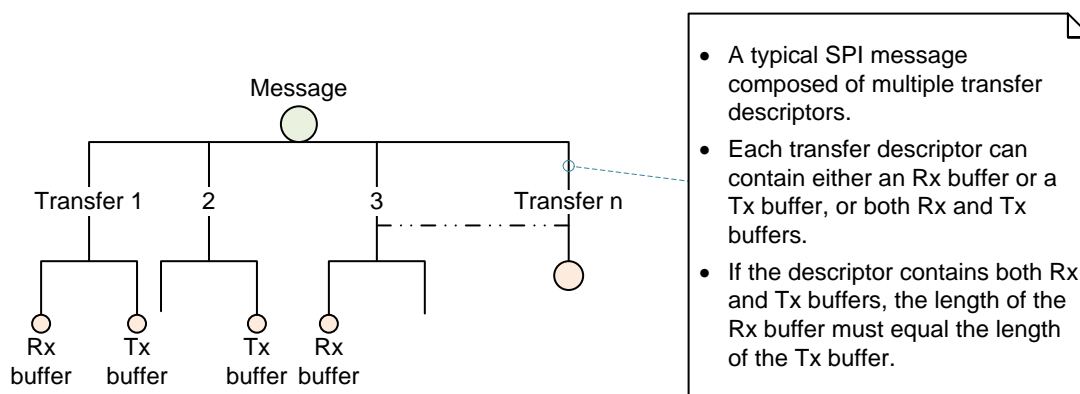 Message
Transfer 1
2
3
Transfer n
Rx
buffer
Tx
buffer
Tx
buffer
Rx
buffer
• A typical SPI message
composed of multiple transfer
descriptors.
• Each transfer descriptor can
contain either an Rx buffer or a
Tx buffer, or both Rx and Tx
buffers.
• If the descriptor contains both Rx
and Tx buffers, the length of the
Rx buffer must equal the length
of the Tx buffer.